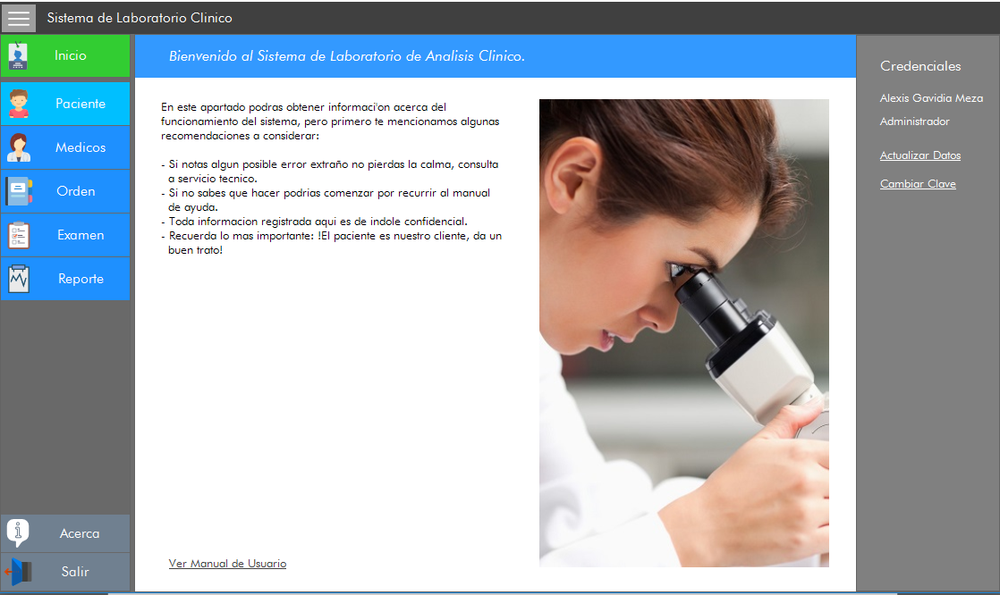 Sistema de Laboratorio Clinico
Inicio
Paciente
Medicos
Orden
Examen
Reporte
Acerca
Salir
Bienvenido al Sistema de Laboratorio de Analisis Clinico.
En este apartado podras obtener informaci'on acerca del
funcionamiento del sistema, pero primero te mencionamos algunas
recomendaciones a considerar:
- Si notas algun posible error extraño no pierdas la calma, consulta
a servicio tecnico.
- Si no sabes que hacer podrias comenzar por recurrir al manual
de ayuda.
- Toda informacion registrada aqui es de indole confidencial.
- Recuerda lo mas importante: !El paciente es nuestro cliente, da un
buen trato!
Ver Manual de Usuario
Credenciales
Alexis Gavidia Meza
Administrador
Actualizar Datos
Cambiar Clave